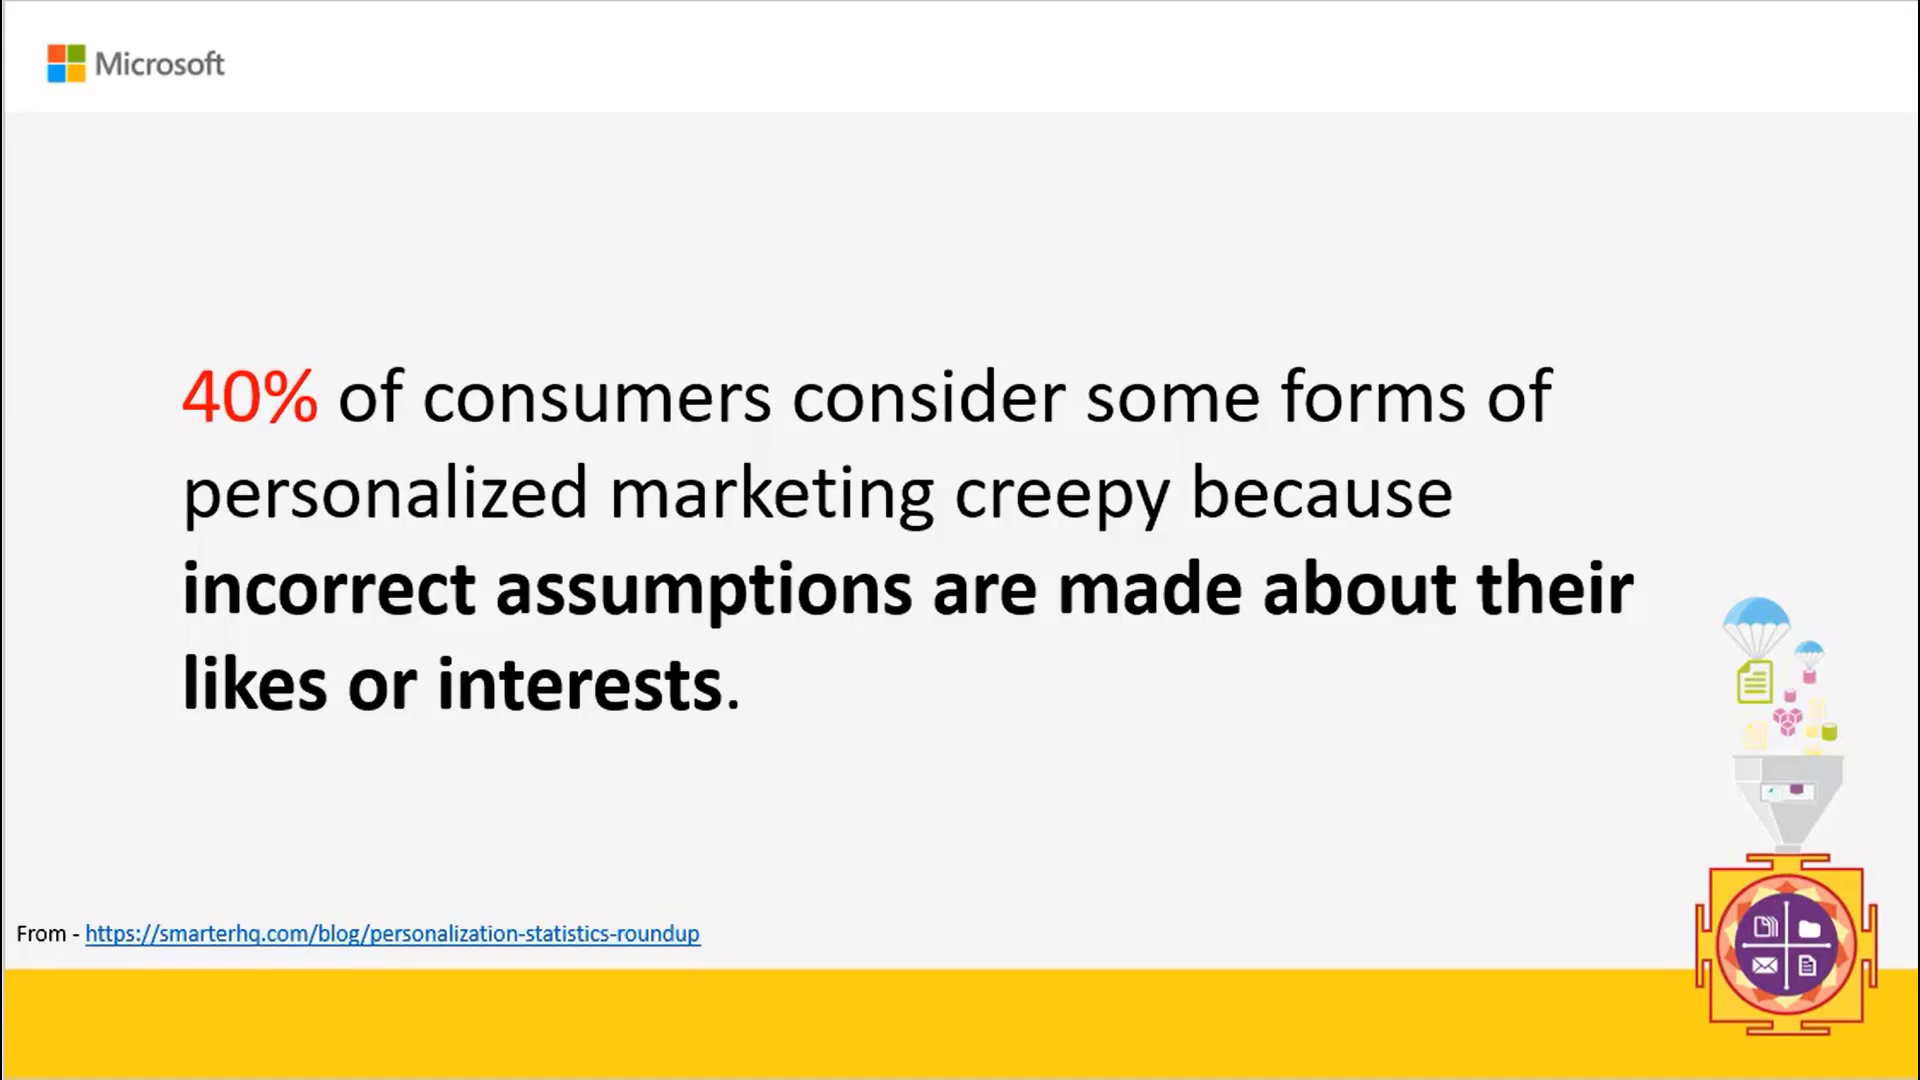 Microsoft
40% of consumers consider some forms of
personalized marketing creepy because
incorrect assumptions are made about their
likes or interests.
From - https://smarterhq.com/blog/personalization-statistics-roundup